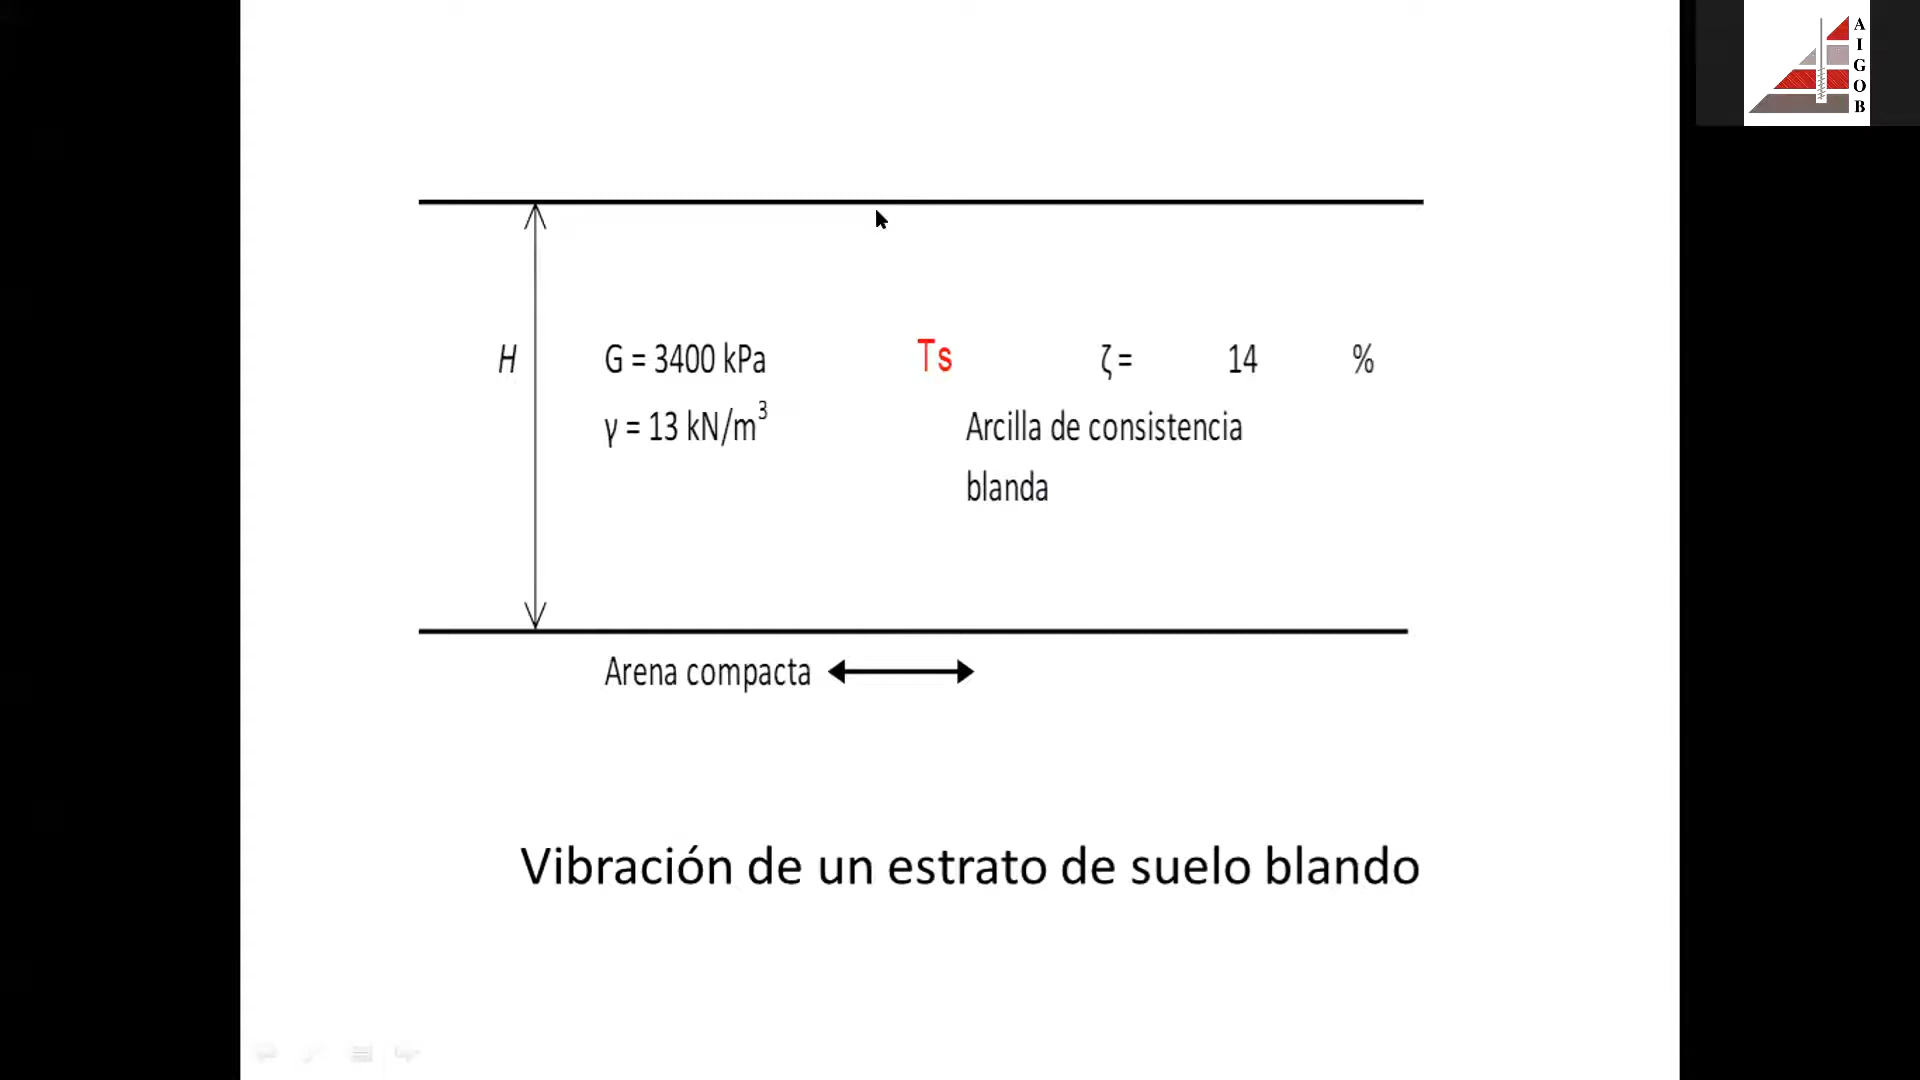 A
I
G
O
B
H
G = 3400 kPa
Ts
ζ = 14 %
γ = 13 kN/m³
Arcilla de consistencia
blanda
Arena compacta
Vibración de un estrato de suelo blando